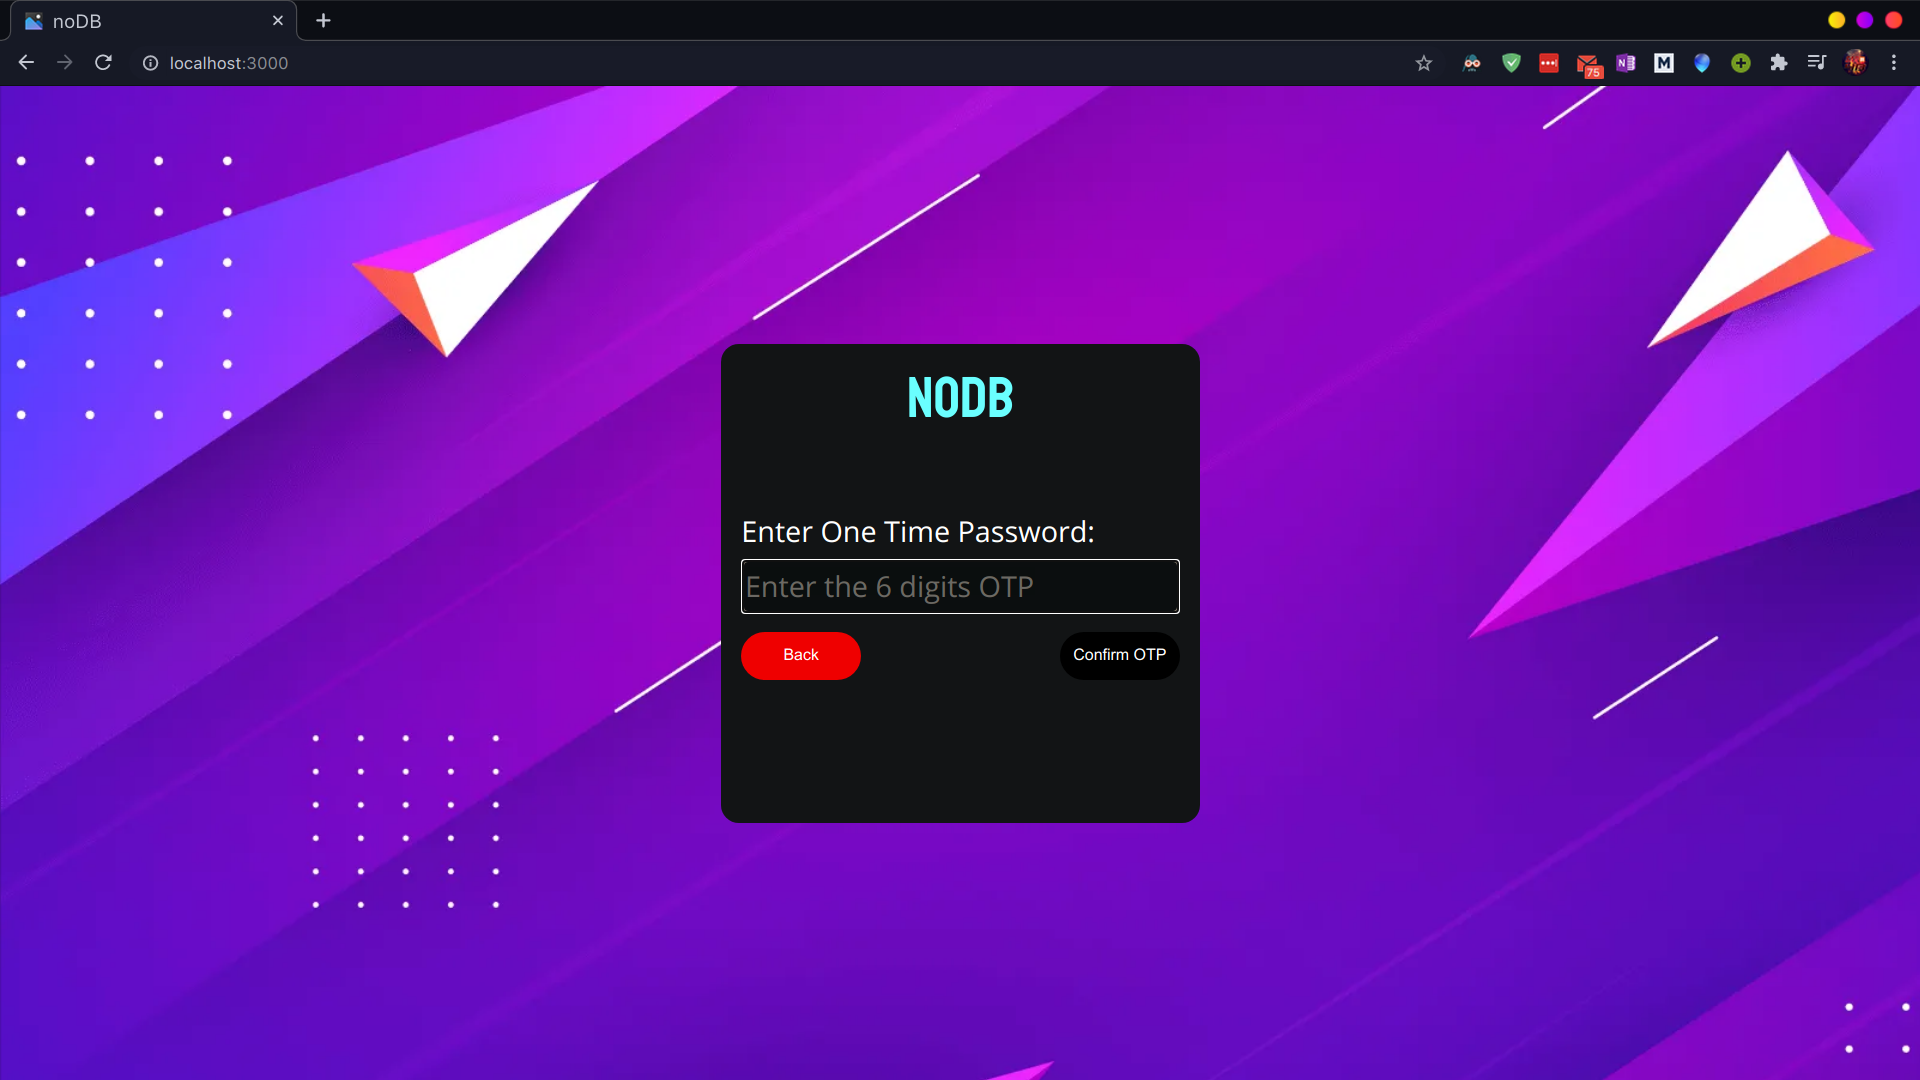 noDB
localhost:3000
75
N
M
NODB
Enter One Time Password:
Enter the 6 digits OTP
Back
Confirm OTP